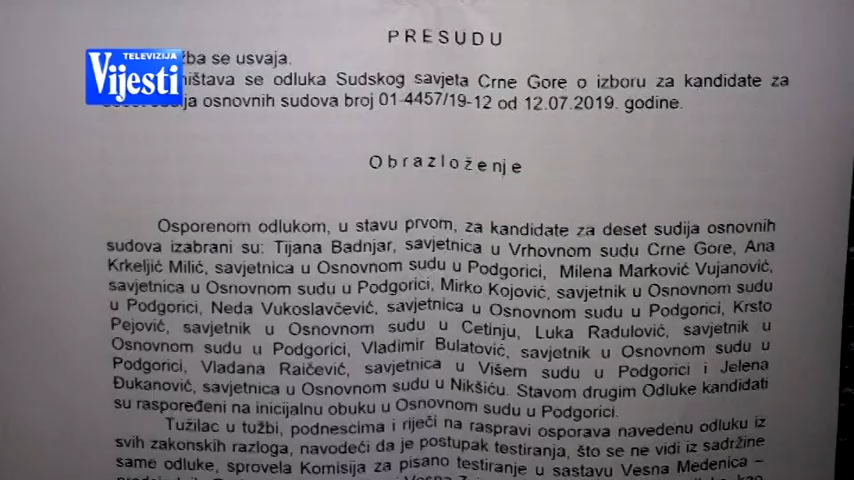 PRESUDU
TELEVIZIJA
Vijesti
se usvaja.
se odluka Sudskog savjeta Crne Gore o izboru za kandidate za
osnovnih sudova broj 01-4457/19-12 od 12.07.2019. godine.
Obrazloženje
Osporenom odlukom, u stavu prvom, za kandidate za deset sudija osnovnih
sudova izabrani su: Tijana Badnjar, savjetnica u Vrhovnom sudu Crne Gore, Ana
Krkeljić Milić, savjetnica u Osnovnom sudu u Podgorici, Milena Marković Vujanović,
savjetnica u Osnovnom sudu u Podgorici, Mirko Kojović, savjetnik u Osnovnom sudu
u Podgorici, Neda Vukoslavčević, savjetnica u Osnovnom sudu u Podgorici, Krsto
Pejović, savjetnik u Osnovnom sudu u Cetinju, Luka Radulović, savjetnik u
Osnovnom sudu u Podgorici, Vladimir Bulatović, savjetnik u Osnovnom sudu u
Podgorici, Vladana Raičević, savjetnica u Višem sudu u Podgorici i Jelena
Đukanović, savjetnica u Osnovnom sudu u Nikšiću. Stavom drugim Odluke kandidati
su raspoređeni na inicijalnu obuku u Osnovnom sudu u Podgorici.
Tužilac u tužbi, podnescima i riječi na raspravi osporava navedenu odluku iz
svih zakonskih razloga, navodeći da je postupak testiranja, što se ne vidi iz sadržine
same odluke, sprovela Komisija za pisano testiranje u sastavu Vesna Medenica –